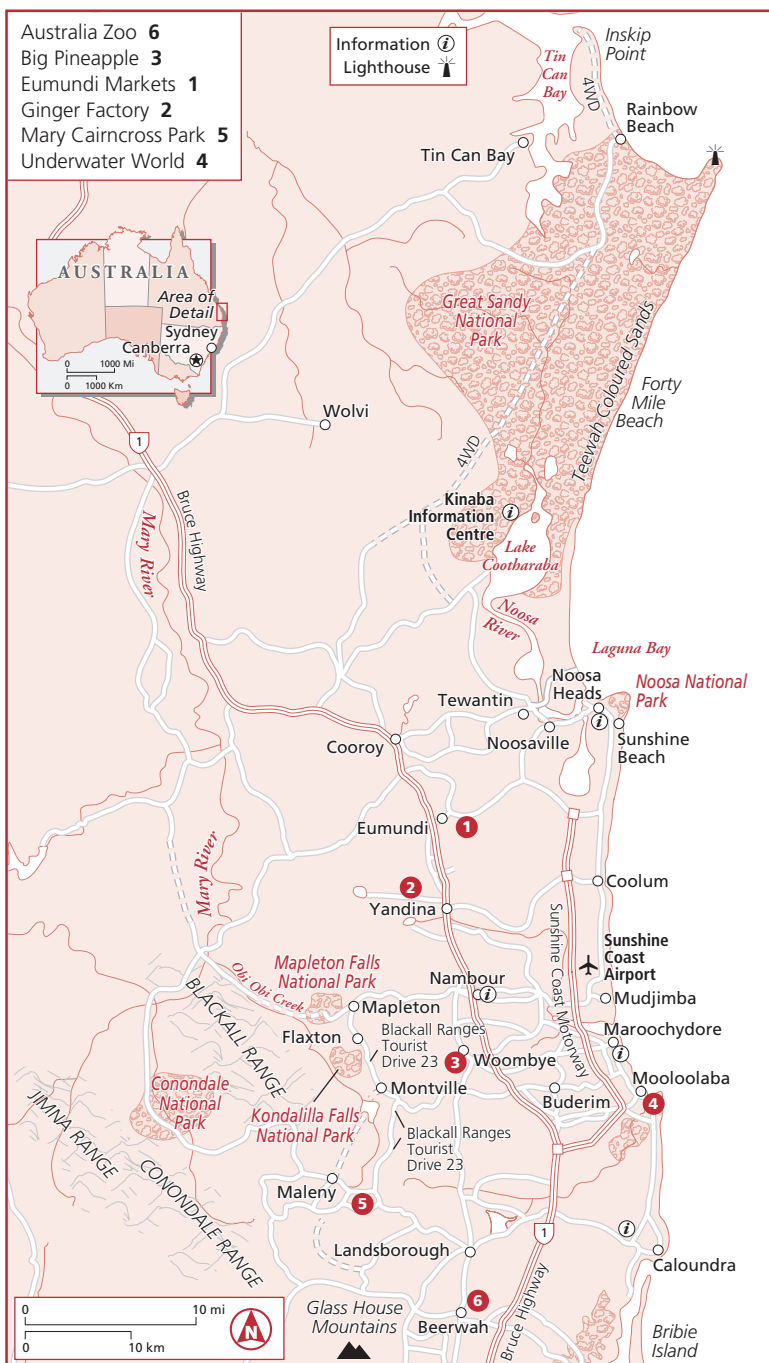 Australia Zoo 6
Big Pineapple 3
Eumundi Markets 1
Ginger Factory 2
Mary Cairncross Park 5
Underwater World 4
Information i
Lighthouse
Inskip
Point
Tin
Can
Bay
4WD
Rainbow
Beach
Tin Can Bay
AUSTRALIA
Area of
Detail
Sydney
Canberra
0 1000 Mi
0 1000 Km
Great Sandy
National
Park
Teewah Coloured Sands
Forty
Mile
Beach
Wolvi
1
4WD
Bruce Highway
Mary River
Kinaba
Information
Centre
i
Lake
Cootharaba
Noosa
River
Laguna Bay
Noosa
Heads
Noosa National
Park
Tewantin
i
Noosaville
Sunshine
Beach
Cooroy
Eumundi
1
Mary River
2
Yandina
Coolum
Sunshine Coast Motorway
Sunshine
Coast
Airport
Mapleton Falls
National Park
Nambour
i
Mudjimba
Obi Obi Creek
Mapleton
BLACKALL RANGE
Flaxton
Blackall Ranges
Tourist
Drive 23
3
Woombye
Maroochydore
i
Mooloolaba
4
Montville
Buderim
Conondale
National
Park
Kondalilla Falls
National Park
Blackall Ranges
Tourist
Drive 23
JIMNA RANGE
CONONDALE RANGE
Maleny
5
1
i
Landsborough
Caloundra
6
Beerwah
Bruce Highway
Glass House
Mountains
Bribie
Island
0 10 mi
0 10 km
N